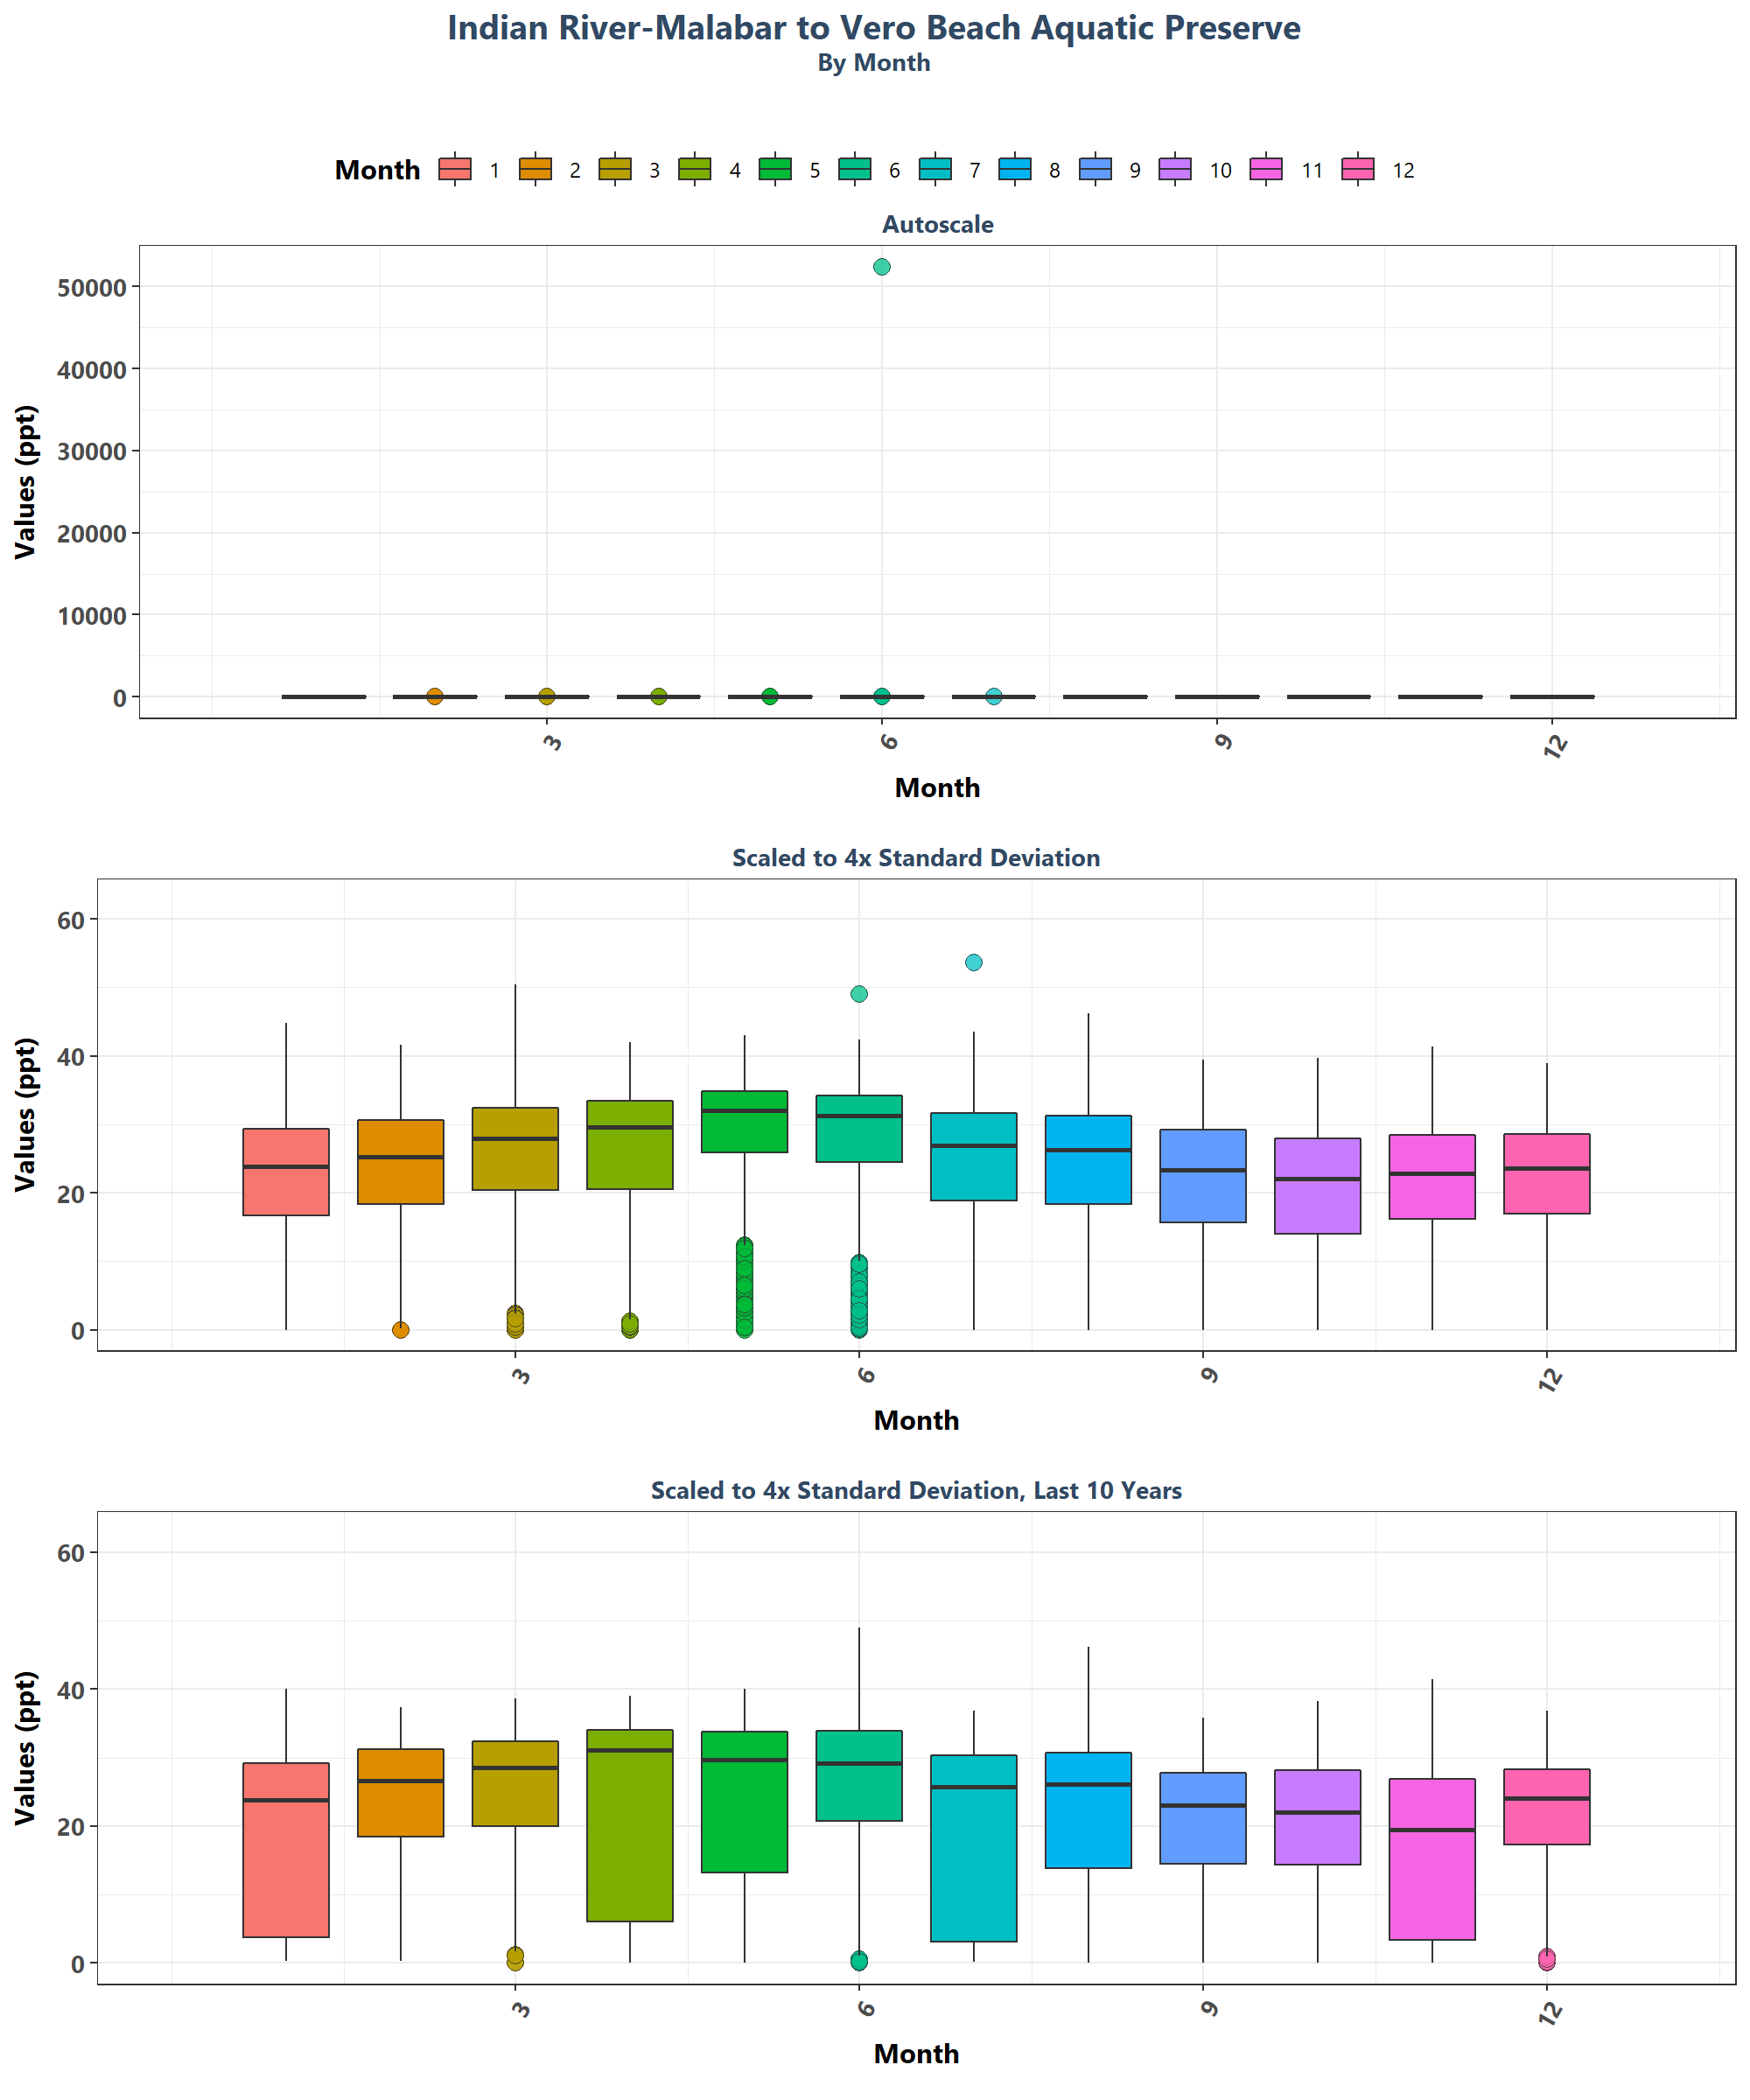 Indian River-Malabar to Vero Beach Aquatic Preserve
By Month
Month 1 2 3 4 5 6 7 8 9 10 11 12
Autoscale
Values (ppt)
50000
40000
30000
20000
10000
0
3 6 9 12
Month
Scaled to 4x Standard Deviation
Values (ppt)
60
40
20
0
3 6 9 12
Month
Scaled to 4x Standard Deviation, Last 10 Years
Values (ppt)
60
40
20
0
3 6 9 12
Month